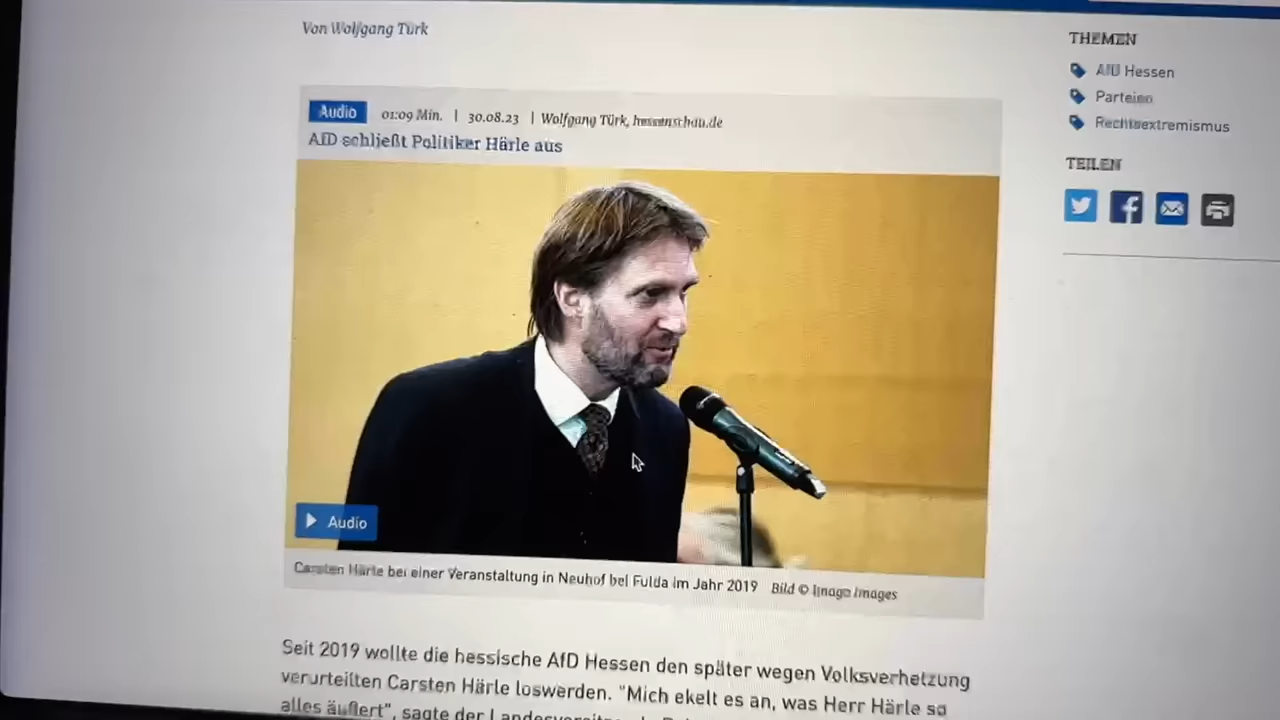 Von Wolfgang Türk
Audio 01:09 Min. | 30.08.23 | Wolfgang Türk, hessenschau.de
AfD schließt Politiker Härle aus
Audio
Carsten Härle bei einer Veranstaltung in Neuhof bei Fulda im Jahr 2019 Bild © Imago Images
Seit 2019 wollte die hessische AfD Hessen den später wegen Volksverhetzung
verurteilten Carsten Härle loswerden. "Mich ekelt es an, was Herr Härle so
alles äußert", sagte der
THEMEN
AfD Hessen
Parteien
Rechtsextremismus
TEILEN